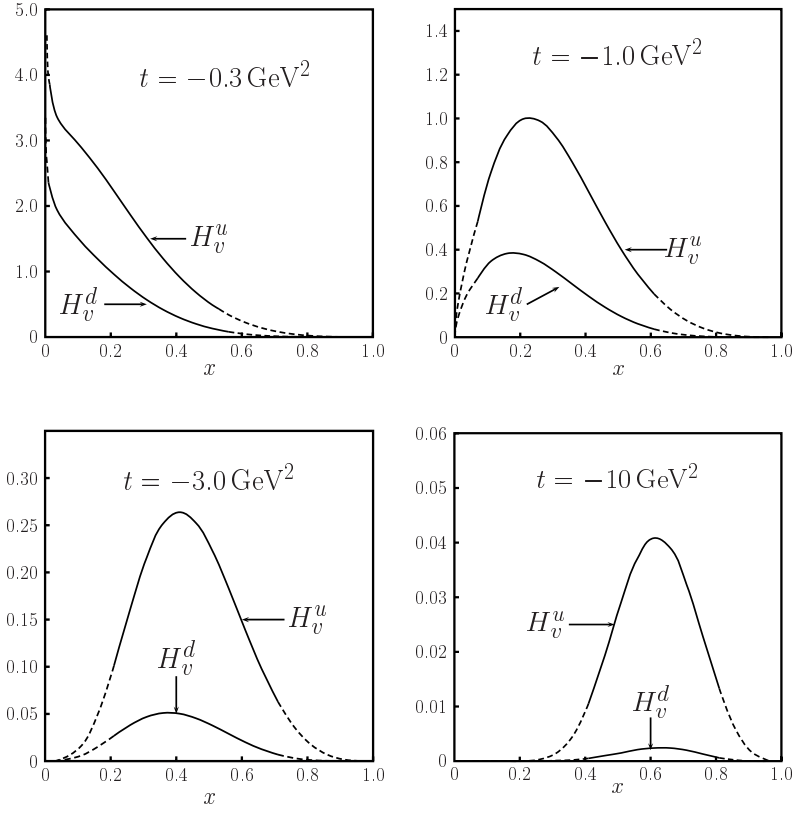 5.0
4.0
3.0
2.0
1.0
0
t = −0.3 GeV²
H_v^u
H_v^d
0 0.2 0.4 0.6 0.8 1.0
x
1.4
1.2
1.0
0.8
0.6
0.4
0.2
0
t = −1.0 GeV²
H_v^u
H_v^d
0 0.2 0.4 0.6 0.8 1.0
x
0.30
0.25
0.20
0.15
0.10
0.05
0
t = −3.0 GeV²
H_v^u
H_v^d
0 0.2 0.4 0.6 0.8 1.0
x
0.06
0.05
0.04
0.03
0.02
0.01
0
t = −10 GeV²
H_v^u
H_v^d
0 0.2 0.4 0.6 0.8 1.0
x